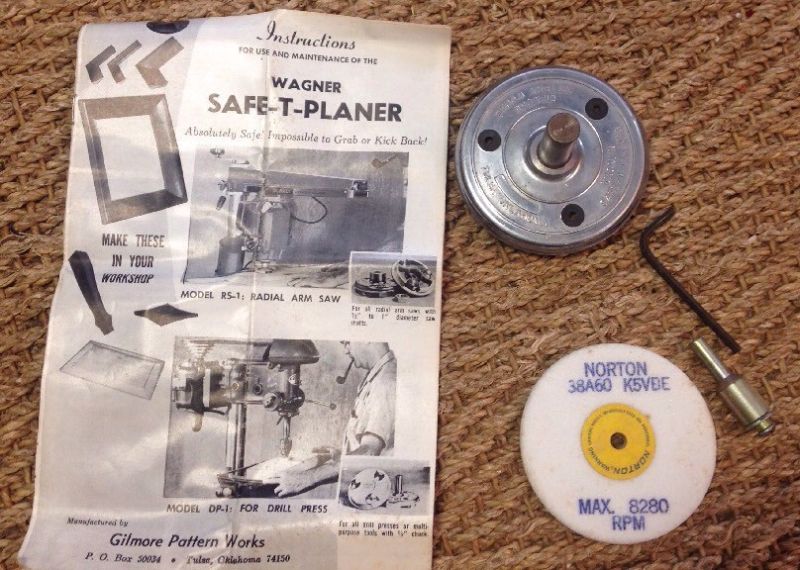 Instructions
FOR USE AND MAINTENANCE OF THE
WAGNER
SAFE-T-PLANER
Absolutely Safe! Impossible to Grab or Kick Back!
MAKE THESE
IN YOUR
WORKSHOP
MODEL RS-1: RADIAL ARM SAW
For all radial arm saws with
to 1" diameter saw
shafts.
MODEL DP-1: FOR DRILL PRESS
For all drill presses or multi-
purpose tools with ½" chuck.
Manufactured by
Gilmore Pattern Works
P. O. Box 50034 • Tulsa, Oklahoma 74150
NORTON
38A60 K5VBE
NORTON
WARNING
MAX. 8280
RPM